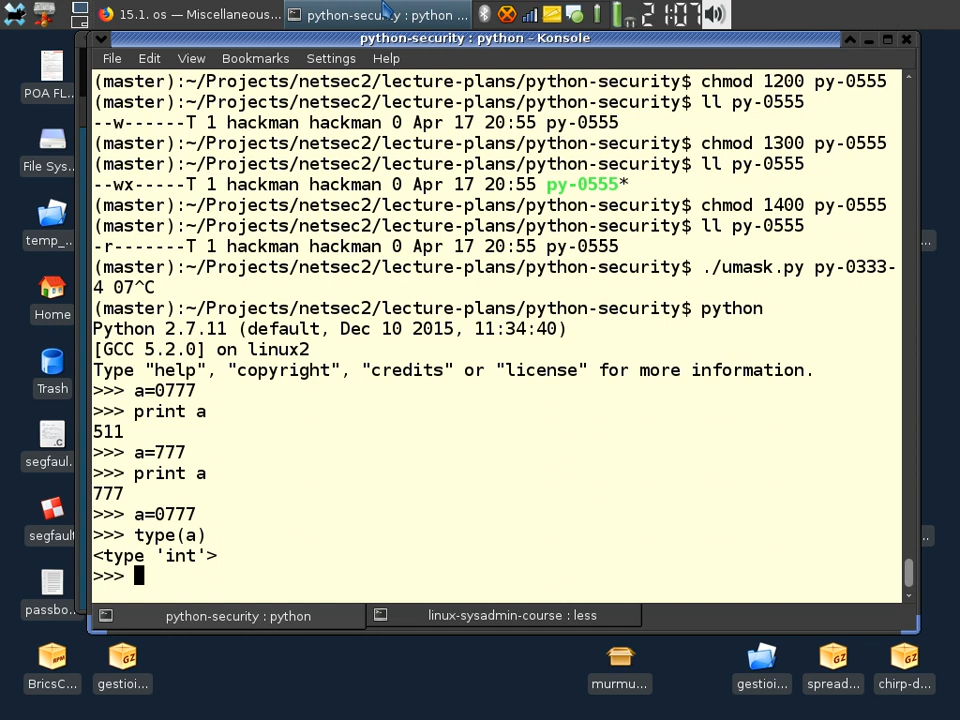 15.1. os — Miscellaneous...
python-security : python ...
21:07
python-security : python – Konsole
File Edit View Bookmarks Settings Help
(master):~/Projects/netsec2/lecture-plans/python-security$ chmod 1200 py-0555
(master):~/Projects/netsec2/lecture-plans/python-security$ ll py-0555
--w------T 1 hackman hackman 0 Apr 17 20:55 py-0555
(master):~/Projects/netsec2/lecture-plans/python-security$ chmod 1300 py-0555
(master):~/Projects/netsec2/lecture-plans/python-security$ ll py-0555
--wx-----T 1 hackman hackman 0 Apr 17 20:55 py-0555*
(master):~/Projects/netsec2/lecture-plans/python-security$ chmod 1400 py-0555
(master):~/Projects/netsec2/lecture-plans/python-security$ ll py-0555
-r-------T 1 hackman hackman 0 Apr 17 20:55 py-0555
(master):~/Projects/netsec2/lecture-plans/python-security$ ./umask.py py-0333-
4 07^C
(master):~/Projects/netsec2/lecture-plans/python-security$ python
Python 2.7.11 (default, Dec 10 2015, 11:34:40)
[GCC 5.2.0] on linux2
Type "help", "copyright", "credits" or "license" for more information.
>>> a=0777
>>> print a
511
>>> a=777
>>> print a
777
>>> a=0777
>>> type(a)
<type 'int'>
>>>
python-security : python
linux-sysadmin-course : less
POA FL...
File Sys...
temp_...
Home
Trash
segfaul...
.c
segfault
passbo...
RPM
BricsC...
GZ
gestioi...
murmu...
gestioi...
GZ
spread...
GZ
chirp-d...